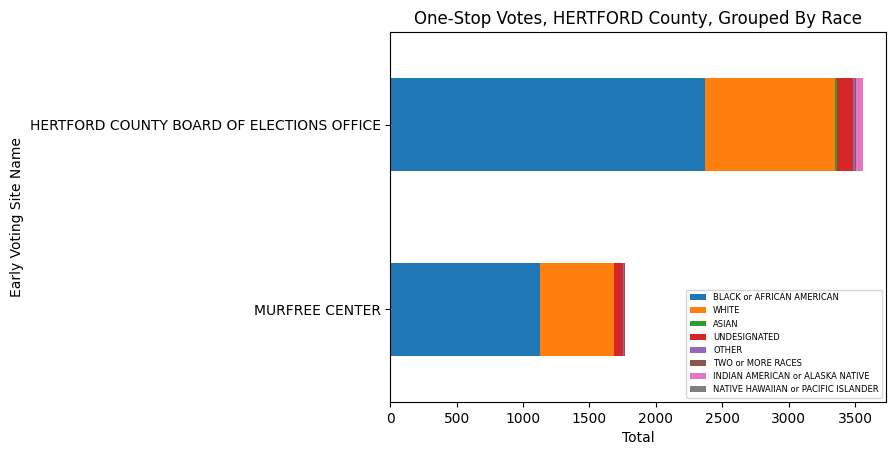 One-Stop Votes, HERTFORD County, Grouped By Race
Early Voting Site Name
HERTFORD COUNTY BOARD OF ELECTIONS OFFICE
MURFREE CENTER
BLACK or AFRICAN AMERICAN
WHITE
ASIAN
UNDESIGNATED
OTHER
TWO or MORE RACES
INDIAN AMERICAN or ALASKA NATIVE
NATIVE HAWAIIAN or PACIFIC ISLANDER
0 500 1000 1500 2000 2500 3000 3500
Total